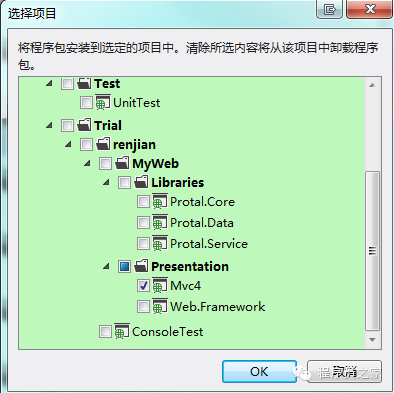 选择项目
将程序包安装到选定的项目中。清除所选内容将从该项目中卸载程序
包。
Test
UnitTest
Trial
renjian
MyWeb
Libraries
Protal.Core
Protal.Data
Protal.Service
Presentation
Mvc4
Web.Framework
ConsoleTest
OK
取消